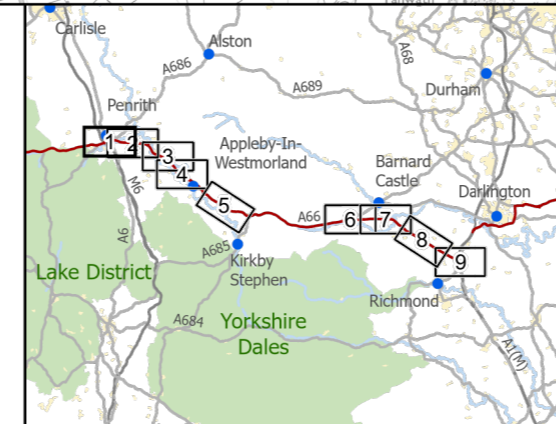 Carlisle
Alston
A686
A689
A68
Durham
Penrith
1
2
3
4
Appleby-In-
Westmorland
Barnard
Castle
Darlington
M6
A6
5
A66
6
7
8
9
A685
Kirkby
Stephen
Lake District
Richmond
A684
Yorkshire
Dales
A1(M)